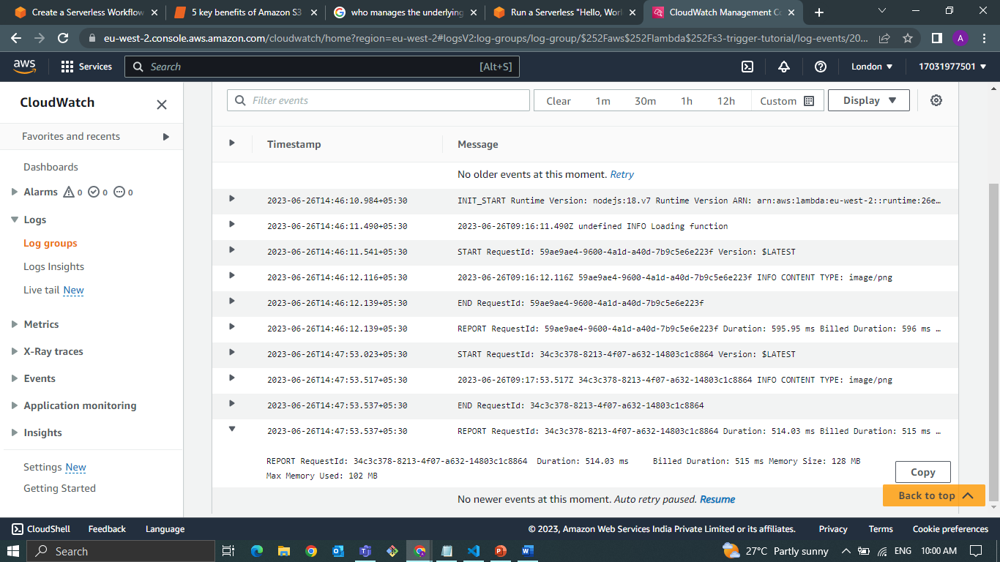 Create a Serverless Workflow
5 key benefits of Amazon S3
who manages the underlying
Run a Serverless "Hello, Wor
CloudWatch Management Co
eu-west-2.console.aws.amazon.com/cloudwatch/home?region=eu-west-2#logsV2:log-groups/log-group/$252Faws$252Flambda$252Fs3-trigger-tutorial/log-events/20...
A
aws
Services
Search
[Alt+S]
London
17031977501
CloudWatch
Favorites and recents
Dashboards
Alarms 0 0 0
Logs
Log groups
Logs Insights
Live tail New
Metrics
X-Ray traces
Events
Application monitoring
Insights
Settings New
Getting Started
Filter events
Clear 1m 30m 1h 12h Custom
Display
Timestamp Message
No older events at this moment. Retry
2023-06-26T14:46:10.984+05:30 INIT_START Runtime Version: nodejs:18.v7 Runtime Version ARN: arn:aws:lambda:eu-west-2::runtime:26e…
2023-06-26T14:46:11.490+05:30 2023-06-26T09:16:11.490Z undefined INFO Loading function
2023-06-26T14:46:11.541+05:30 START RequestId: 59ae9ae4-9600-4a1d-a40d-7b9c5e6e223f Version: $LATEST
2023-06-26T14:46:12.116+05:30 2023-06-26T09:16:12.116Z 59ae9ae4-9600-4a1d-a40d-7b9c5e6e223f INFO CONTENT TYPE: image/png
2023-06-26T14:46:12.139+05:30 END RequestId: 59ae9ae4-9600-4a1d-a40d-7b9c5e6e223f
2023-06-26T14:46:12.139+05:30 REPORT RequestId: 59ae9ae4-9600-4a1d-a40d-7b9c5e6e223f Duration: 595.95 ms Billed Duration: 596 ms …
2023-06-26T14:47:53.023+05:30 START RequestId: 34c3c378-8213-4f07-a632-14803c1c8864 Version: $LATEST
2023-06-26T14:47:53.517+05:30 2023-06-26T09:17:53.517Z 34c3c378-8213-4f07-a632-14803c1c8864 INFO CONTENT TYPE: image/png
2023-06-26T14:47:53.537+05:30 END RequestId: 34c3c378-8213-4f07-a632-14803c1c8864
2023-06-26T14:47:53.537+05:30 REPORT RequestId: 34c3c378-8213-4f07-a632-14803c1c8864 Duration: 514.03 ms Billed Duration: 515 ms …
REPORT RequestId: 34c3c378-8213-4f07-a632-14803c1c8864 Duration: 514.03 ms Billed Duration: 515 ms Memory Size: 128 MB
Max Memory Used: 102 MB
Copy
No newer events at this moment. Auto retry paused. Resume
Back to top
CloudShell Feedback Language
© 2023, Amazon Web Services India Private Limited or its affiliates. Privacy Terms Cookie preferences
Search
27°C Partly sunny
ENG
10:00 AM